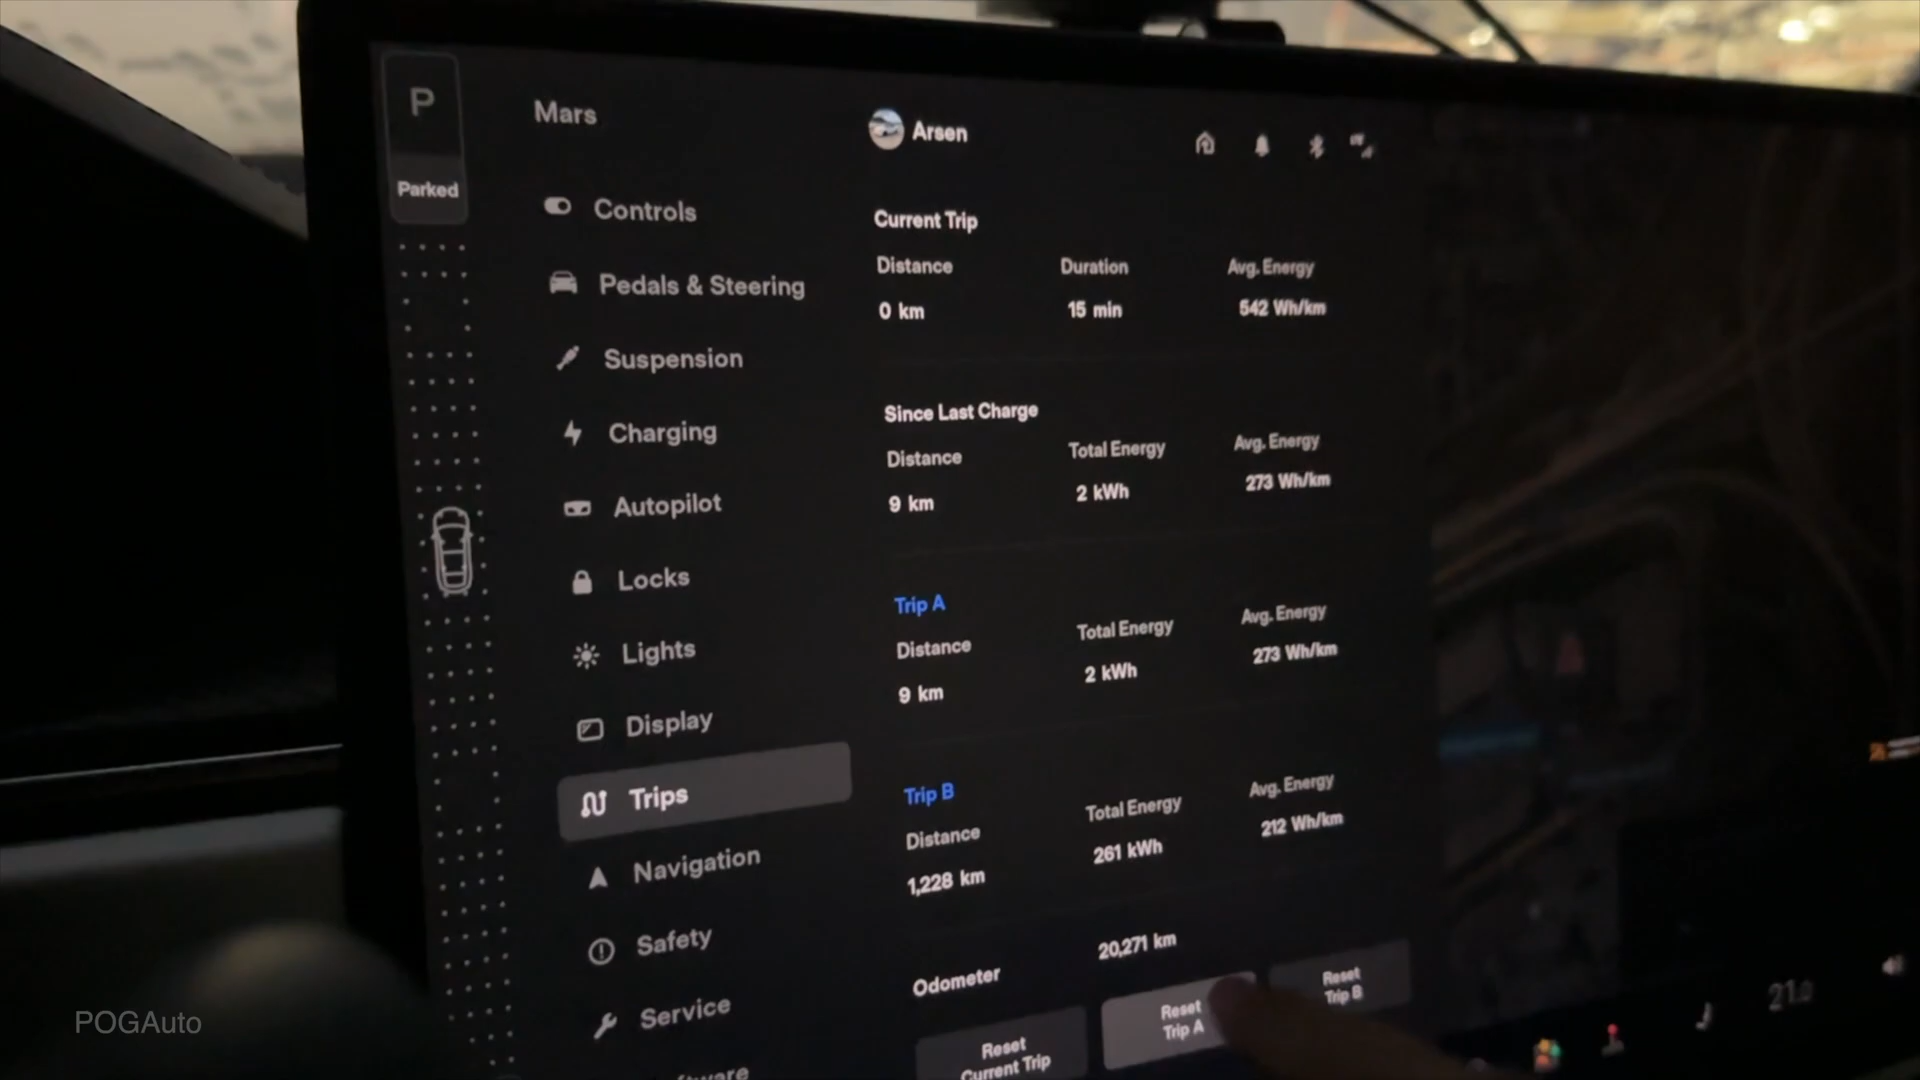 P
Parked
Mars
Arsen
Controls
Pedals & Steering
Suspension
Charging
Autopilot
Locks
Lights
Display
Trips
Navigation
Safety
Service
Current Trip
Distance Duration Avg. Energy
0 km 15 min 542 Wh/km
Since Last Charge
Distance Total Energy Avg. Energy
9 km 2 kWh 273 Wh/km
Trip A
Distance Total Energy Avg. Energy
9 km 2 kWh 273 Wh/km
Trip B
Distance Total Energy Avg. Energy
1,228 km 261 kWh 212 Wh/km
Odometer 20,271 km
Reset
Current Trip
Reset
Trip A
Reset
Trip B
21.0
POGAuto